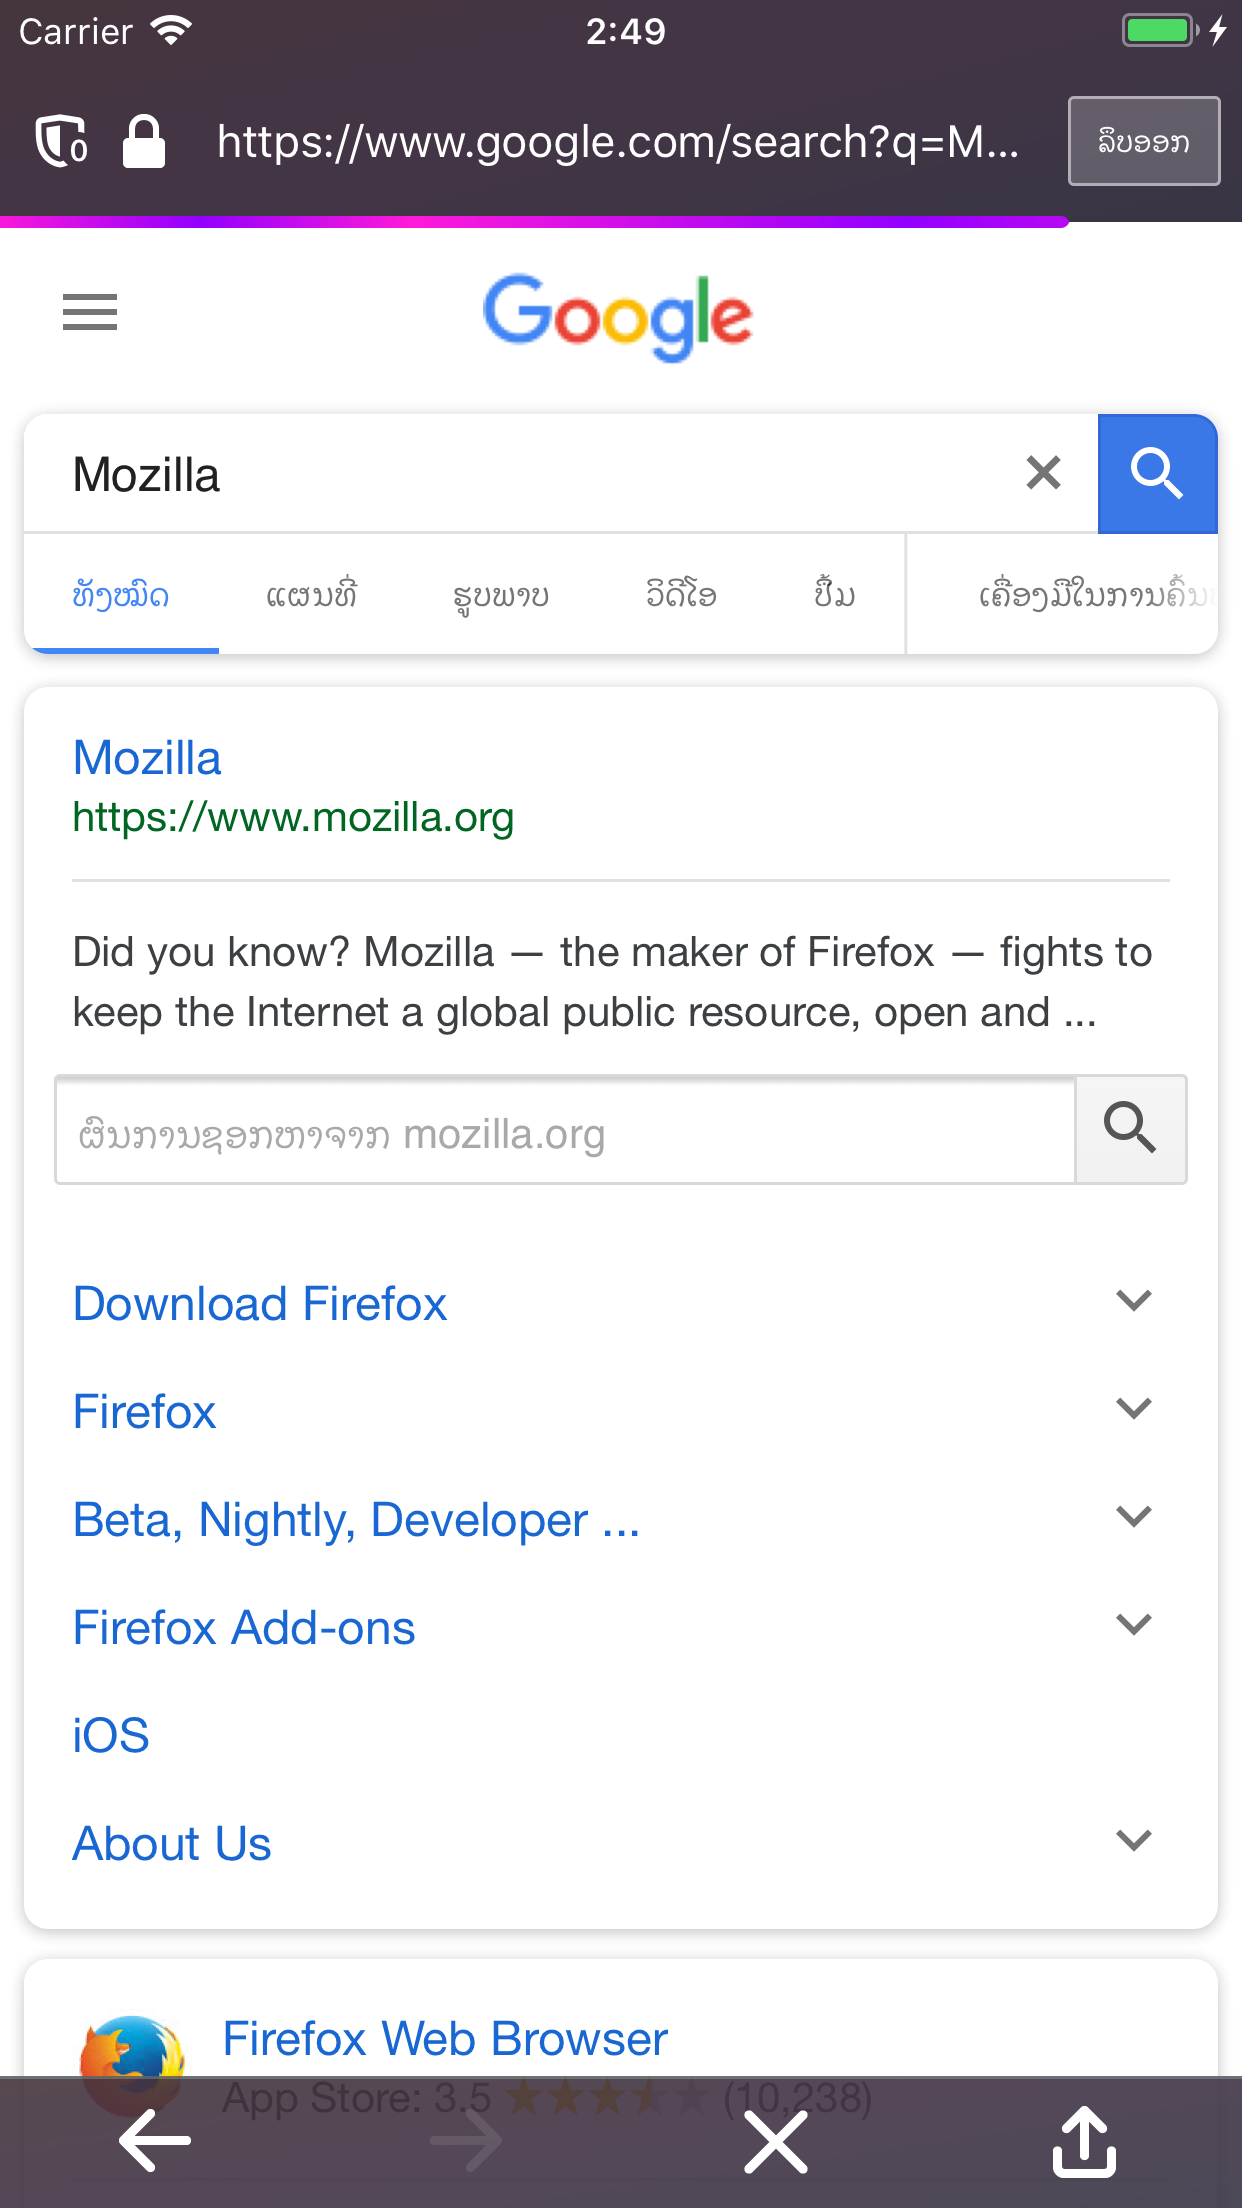 Carrier 2:49
0 https://www.google.com/search?q=M... ລຶບອອກ
Google
Mozilla
ທັງໝົດ ແຜນທີ່ ຮູບພາບ ວິດີໂອ ປຶ້ມ ເຄື່ອງມືໃນການຄົ້ນ
Mozilla
https://www.mozilla.org
Did you know? Mozilla — the maker of Firefox — fights to
keep the Internet a global public resource, open and ...
ຜົນການຊອກຫາຈາກ mozilla.org
Download Firefox
Firefox
Beta, Nightly, Developer ...
Firefox Add-ons
iOS
About Us
Firefox Web Browser
App Store: 3.5 (10,238)